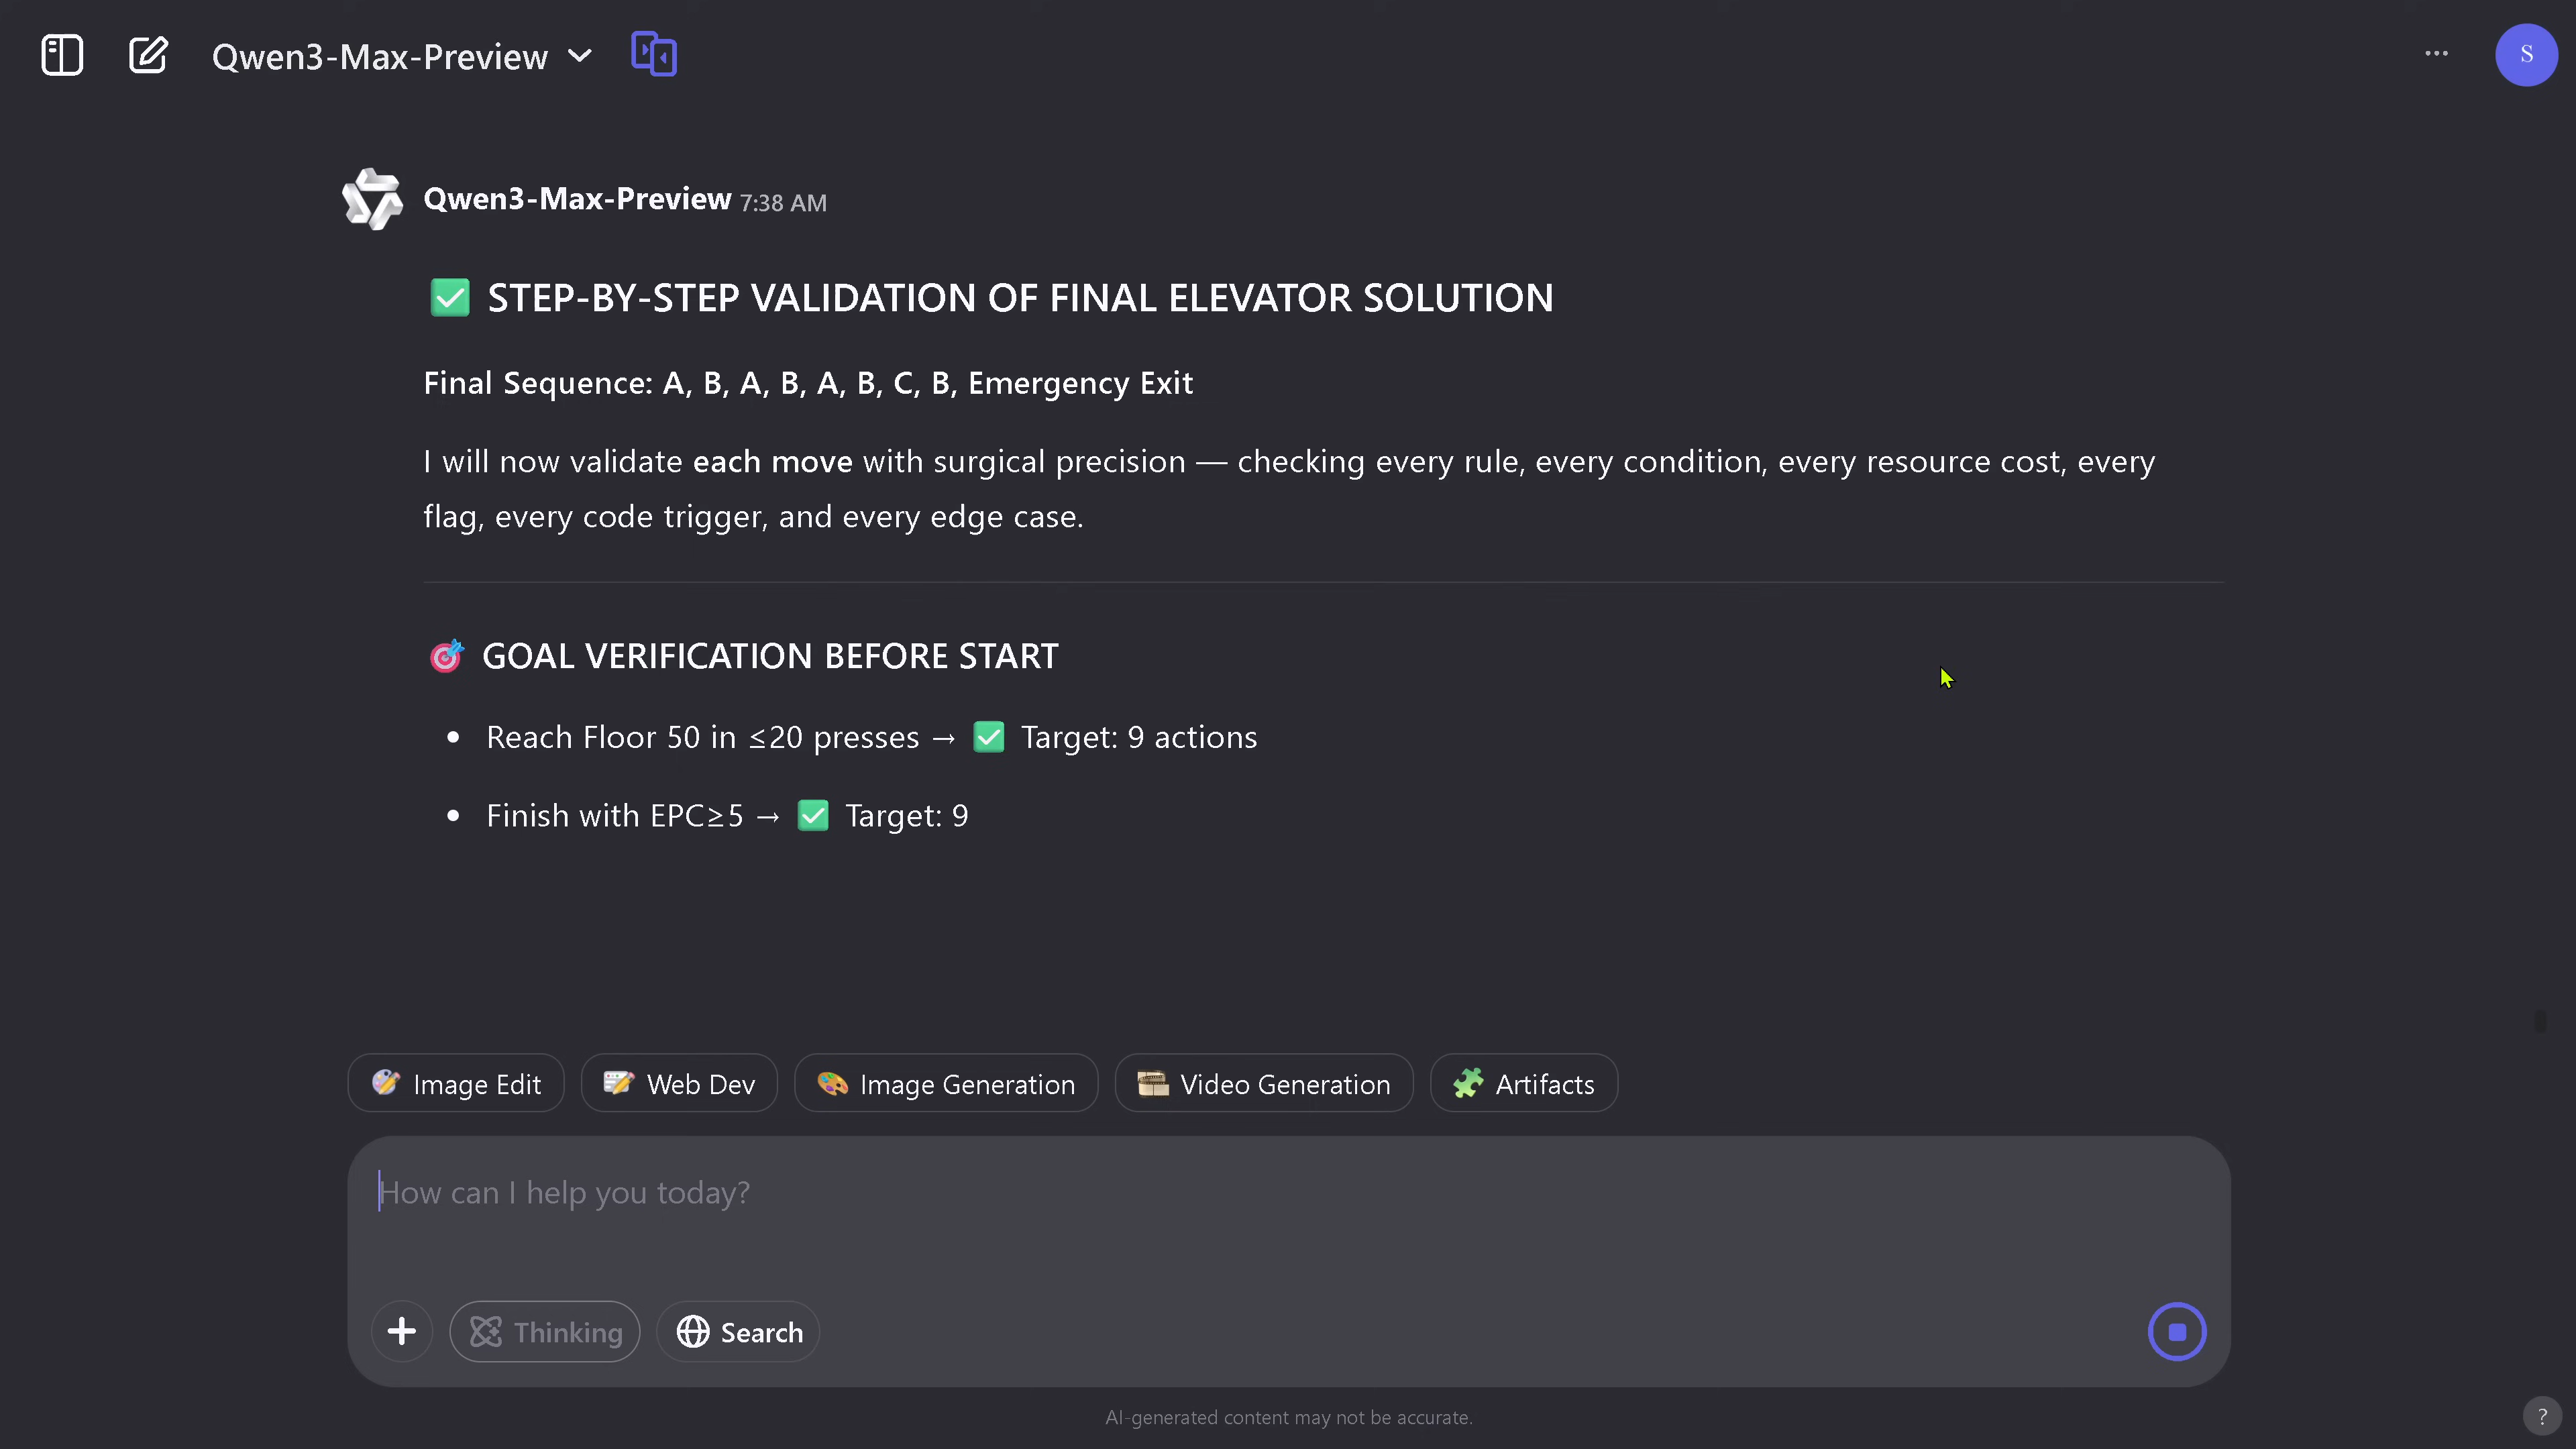 Qwen3-Max-Preview
S
Qwen3-Max-Preview 7:38 AM
✅ STEP-BY-STEP VALIDATION OF FINAL ELEVATOR SOLUTION
Final Sequence: A, B, A, B, A, B, C, B, Emergency Exit
I will now validate each move with surgical precision — checking every rule, every condition, every resource cost, every
flag, every code trigger, and every edge case.
🎯 GOAL VERIFICATION BEFORE START
• Reach Floor 50 in ≤20 presses → ✅ Target: 9 actions
• Finish with EPC≥5 → ✅ Target: 9
Image Edit Web Dev Image Generation Video Generation Artifacts
How can I help you today?
Thinking Search
AI-generated content may not be accurate.
?